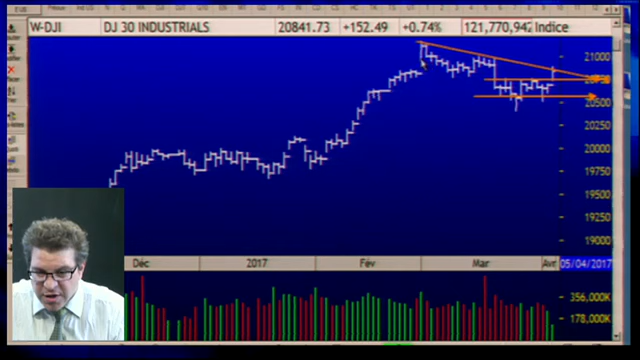 W-DJI DJ 30 INDUSTRIALS 20841.73 +152.49 +0.74% 121,770,942 Indice
21000
20500
20250
20000
19750
19500
19250
19000
Déc 2017 Fév Mar Avr 05/04/2017
356,000K
178,000K